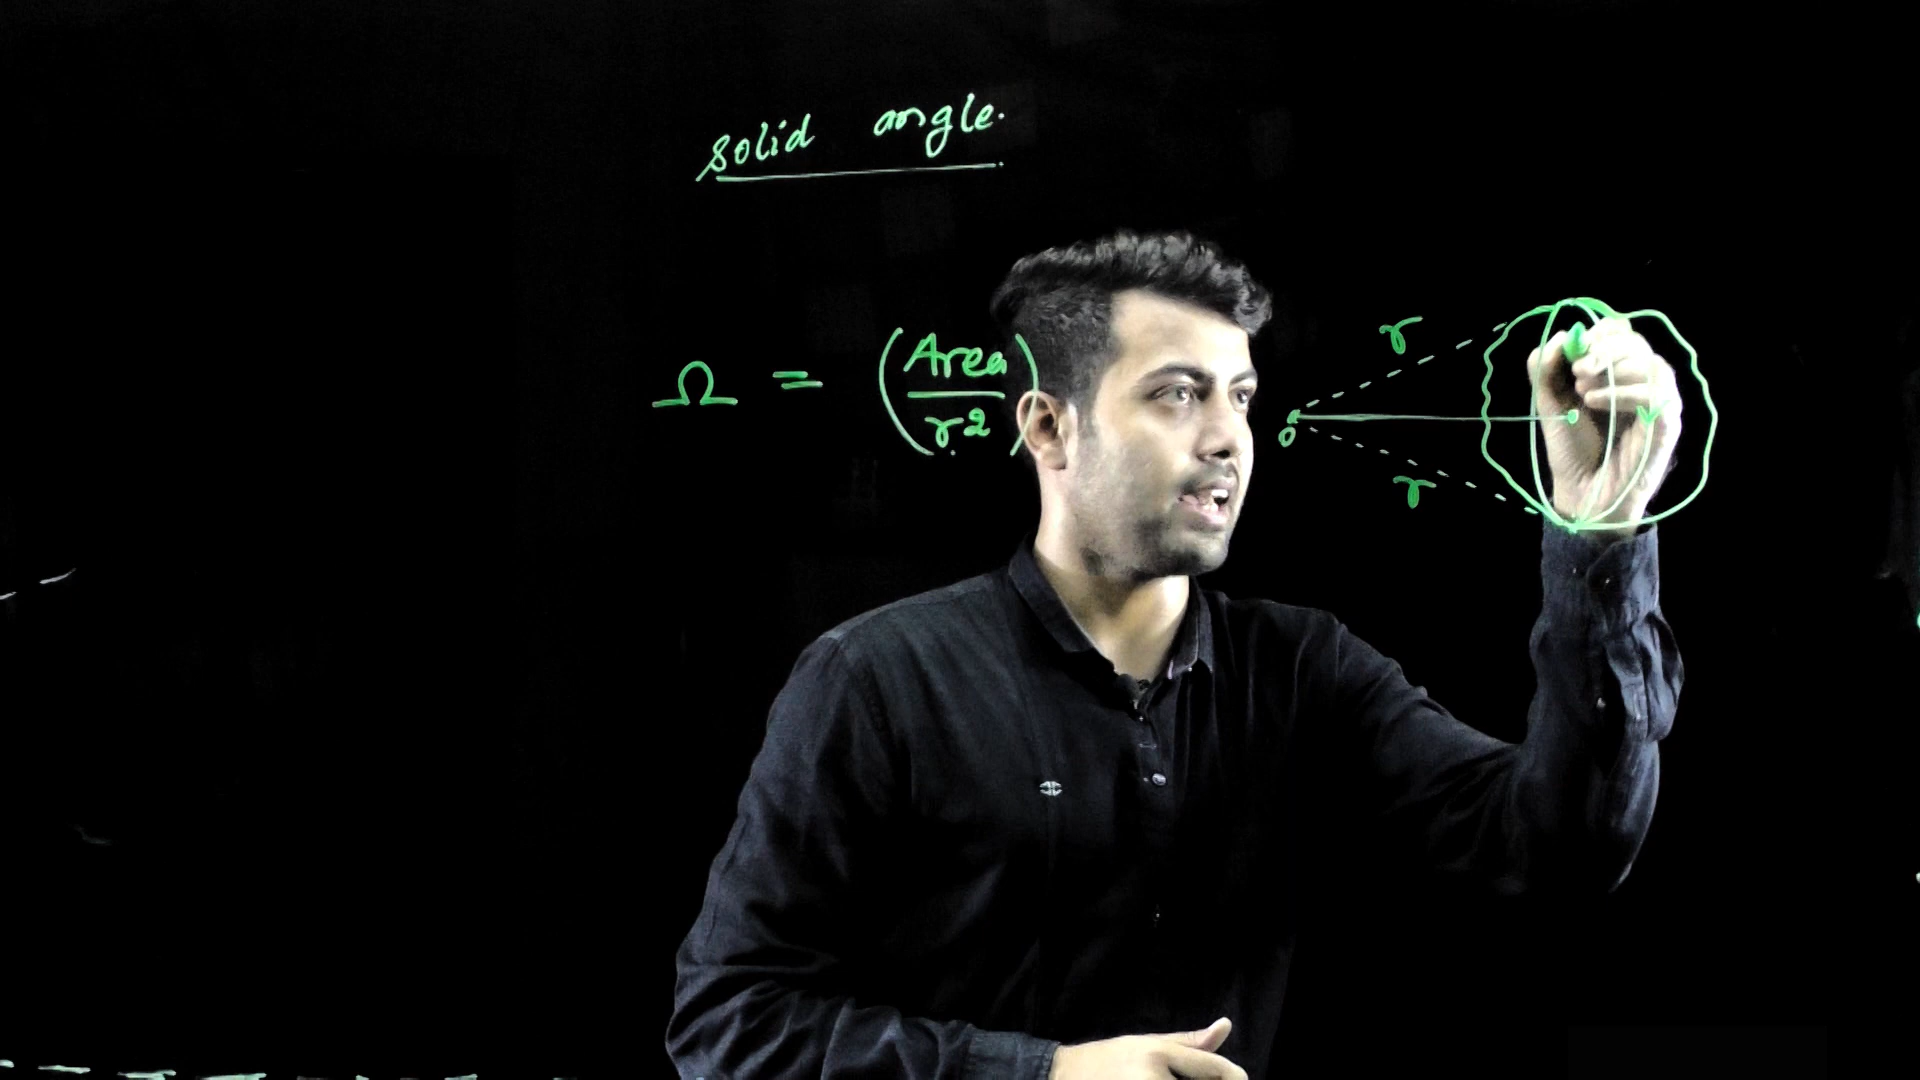 solid angle.
Ω = (Area / r2)
r
O
r